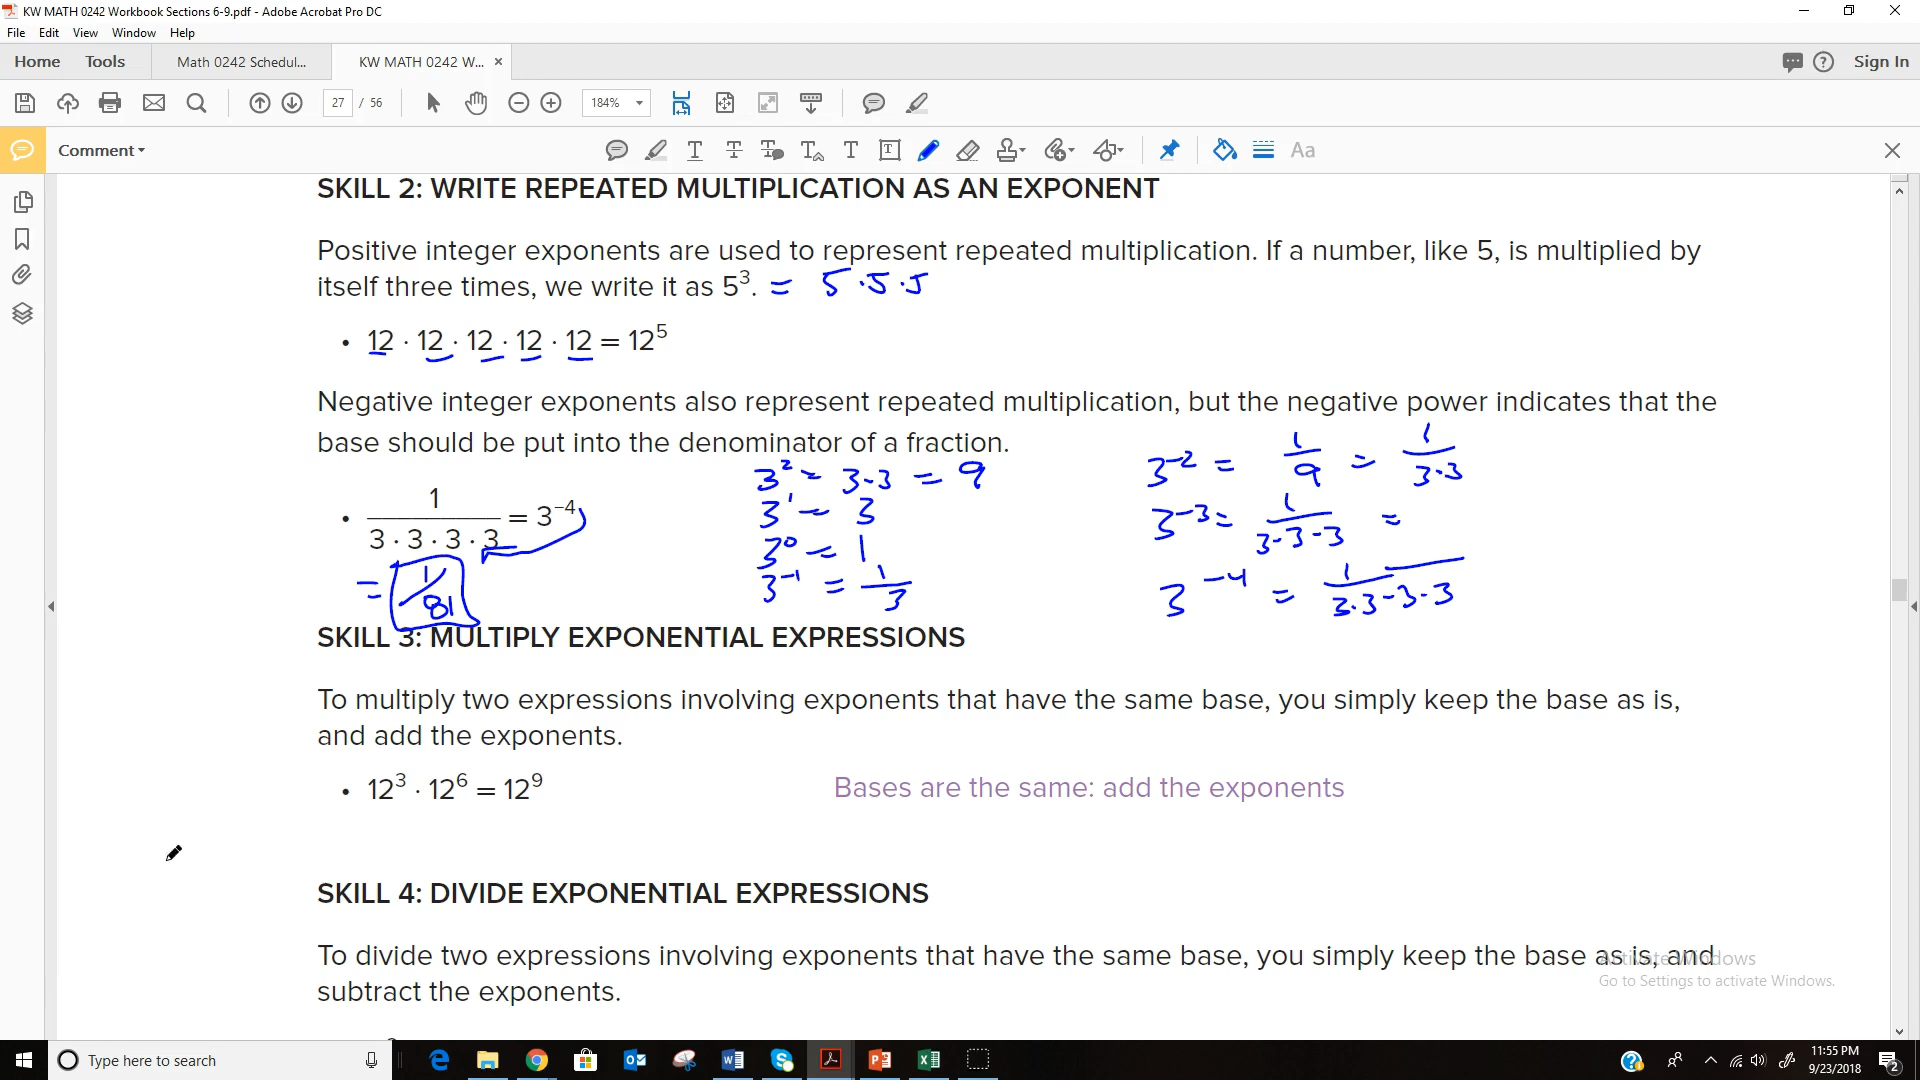 KW MATH 0242 Workbook Sections 6-9.pdf - Adobe Acrobat Pro DC
File Edit View Window Help
Home Tools Math 0242 Schedul... KW MATH 0242 W... × Sign In
27 / 56 184%
Comment Aa
SKILL 2: WRITE REPEATED MULTIPLICATION AS AN EXPONENT
Positive integer exponents are used to represent repeated multiplication. If a number, like 5, is multiplied by
itself three times, we write it as 5³. = 5·5·5
• 12 · 12 · 12 · 12 · 12 = 12⁵
Negative integer exponents also represent repeated multiplication, but the negative power indicates that the
base should be put into the denominator of a fraction.
• 1/(3 · 3 · 3 · 3) = 3⁻⁴
= 1/81
3² = 3·3 = 9
3¹ = 3
3⁰ = 1
3⁻¹ = 1/3
3⁻² = 1/9 = 1/(3·3)
3⁻³ = 1/(3·3·3) =
3⁻⁴ = 1/(3·3·3·3)
SKILL 3: MULTIPLY EXPONENTIAL EXPRESSIONS
To multiply two expressions involving exponents that have the same base, you simply keep the base as is,
and add the exponents.
• 12³ · 12⁶ = 12⁹ Bases are the same: add the exponents
SKILL 4: DIVIDE EXPONENTIAL EXPRESSIONS
To divide two expressions involving exponents that have the same base, you simply keep the base as is, and
subtract the exponents.
Activate Windows
Go to Settings to activate Windows.
Type here to search
11:55 PM
9/23/2018
2